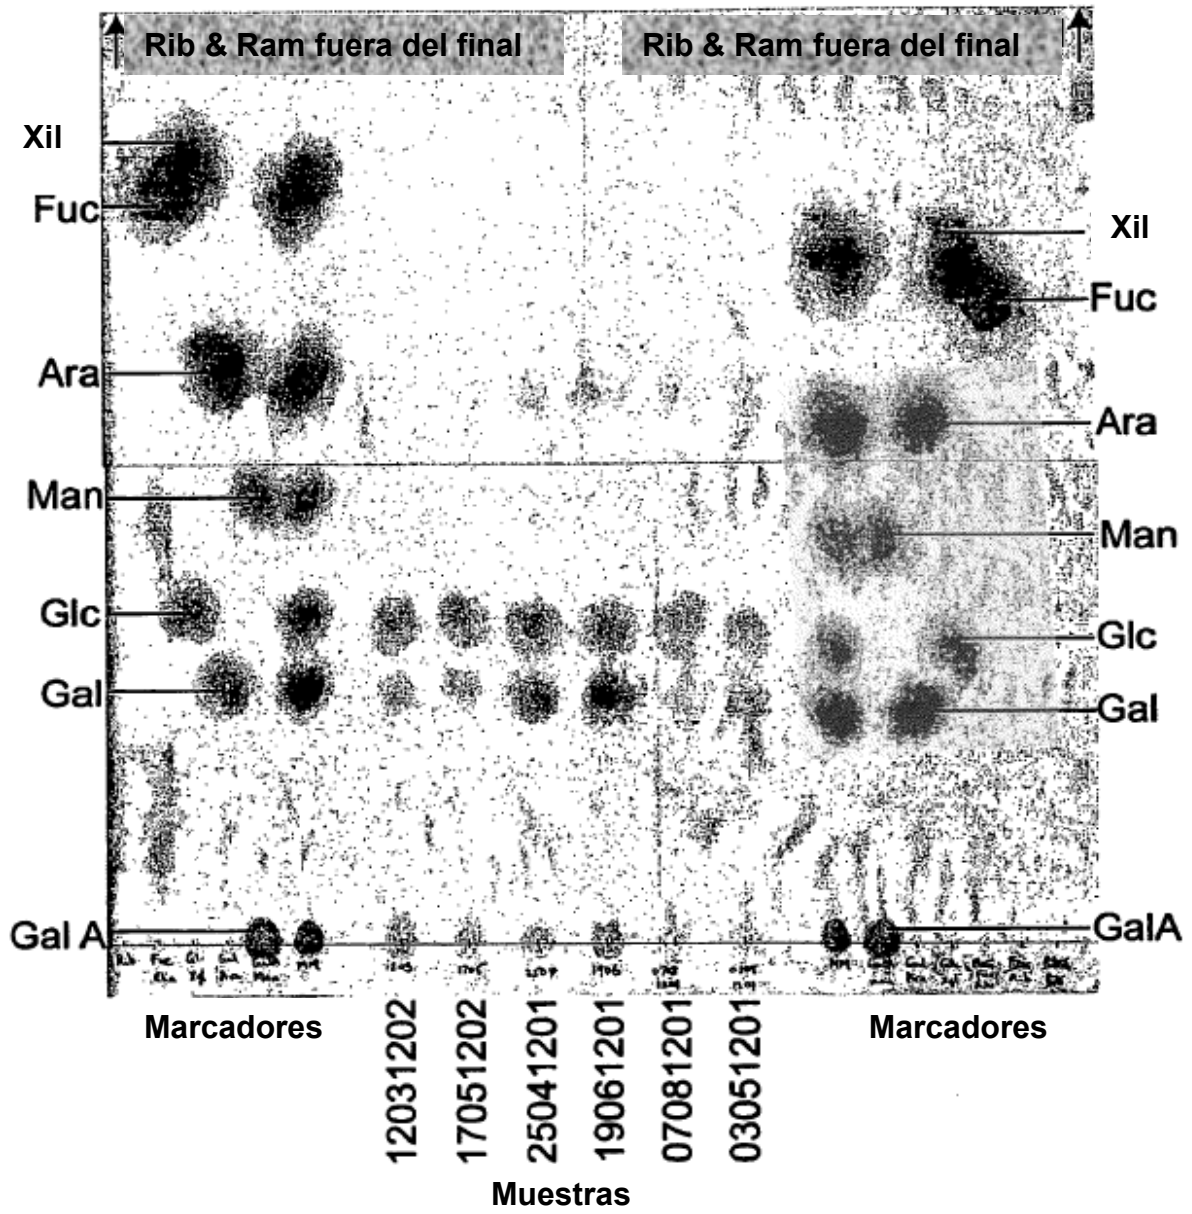 Rib & Ram fuera del final
Rib & Ram fuera del final
Xil
Fuc
Ara
Man
Glc
Gal
Gal A
Xil
Fuc
Ara
Man
Glc
Gal
GalA
Marcadores
Marcadores
12031202
17051202
25041201
19061201
07081201
03051201
Muestras